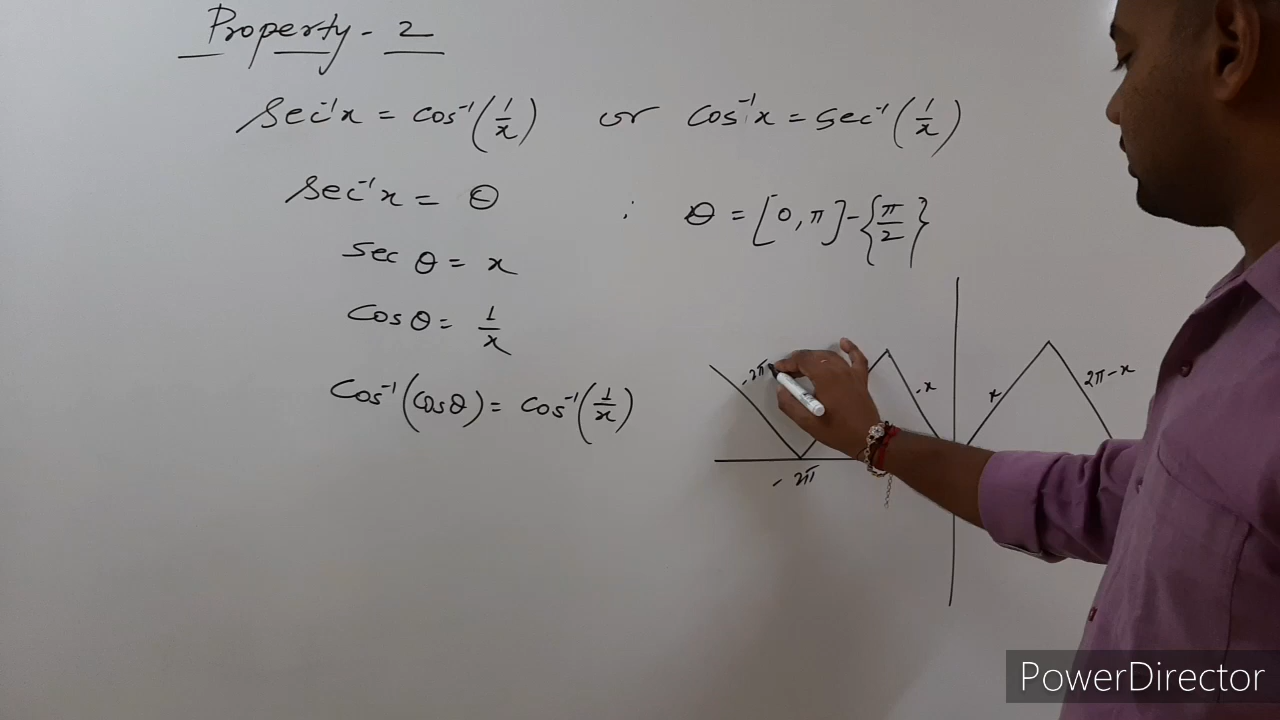 Property - 2
Sec⁻¹x = cos⁻¹(1/x) or cos⁻¹x = sec⁻¹(1/x)
Sec⁻¹x = θ ; θ = [0, π] - {π/2}
sec θ = x
Cos θ = 1/x
Cos⁻¹(cosθ) = cos⁻¹(1/x)
-2π
-x
x
2π-x
-2π
PowerDirector